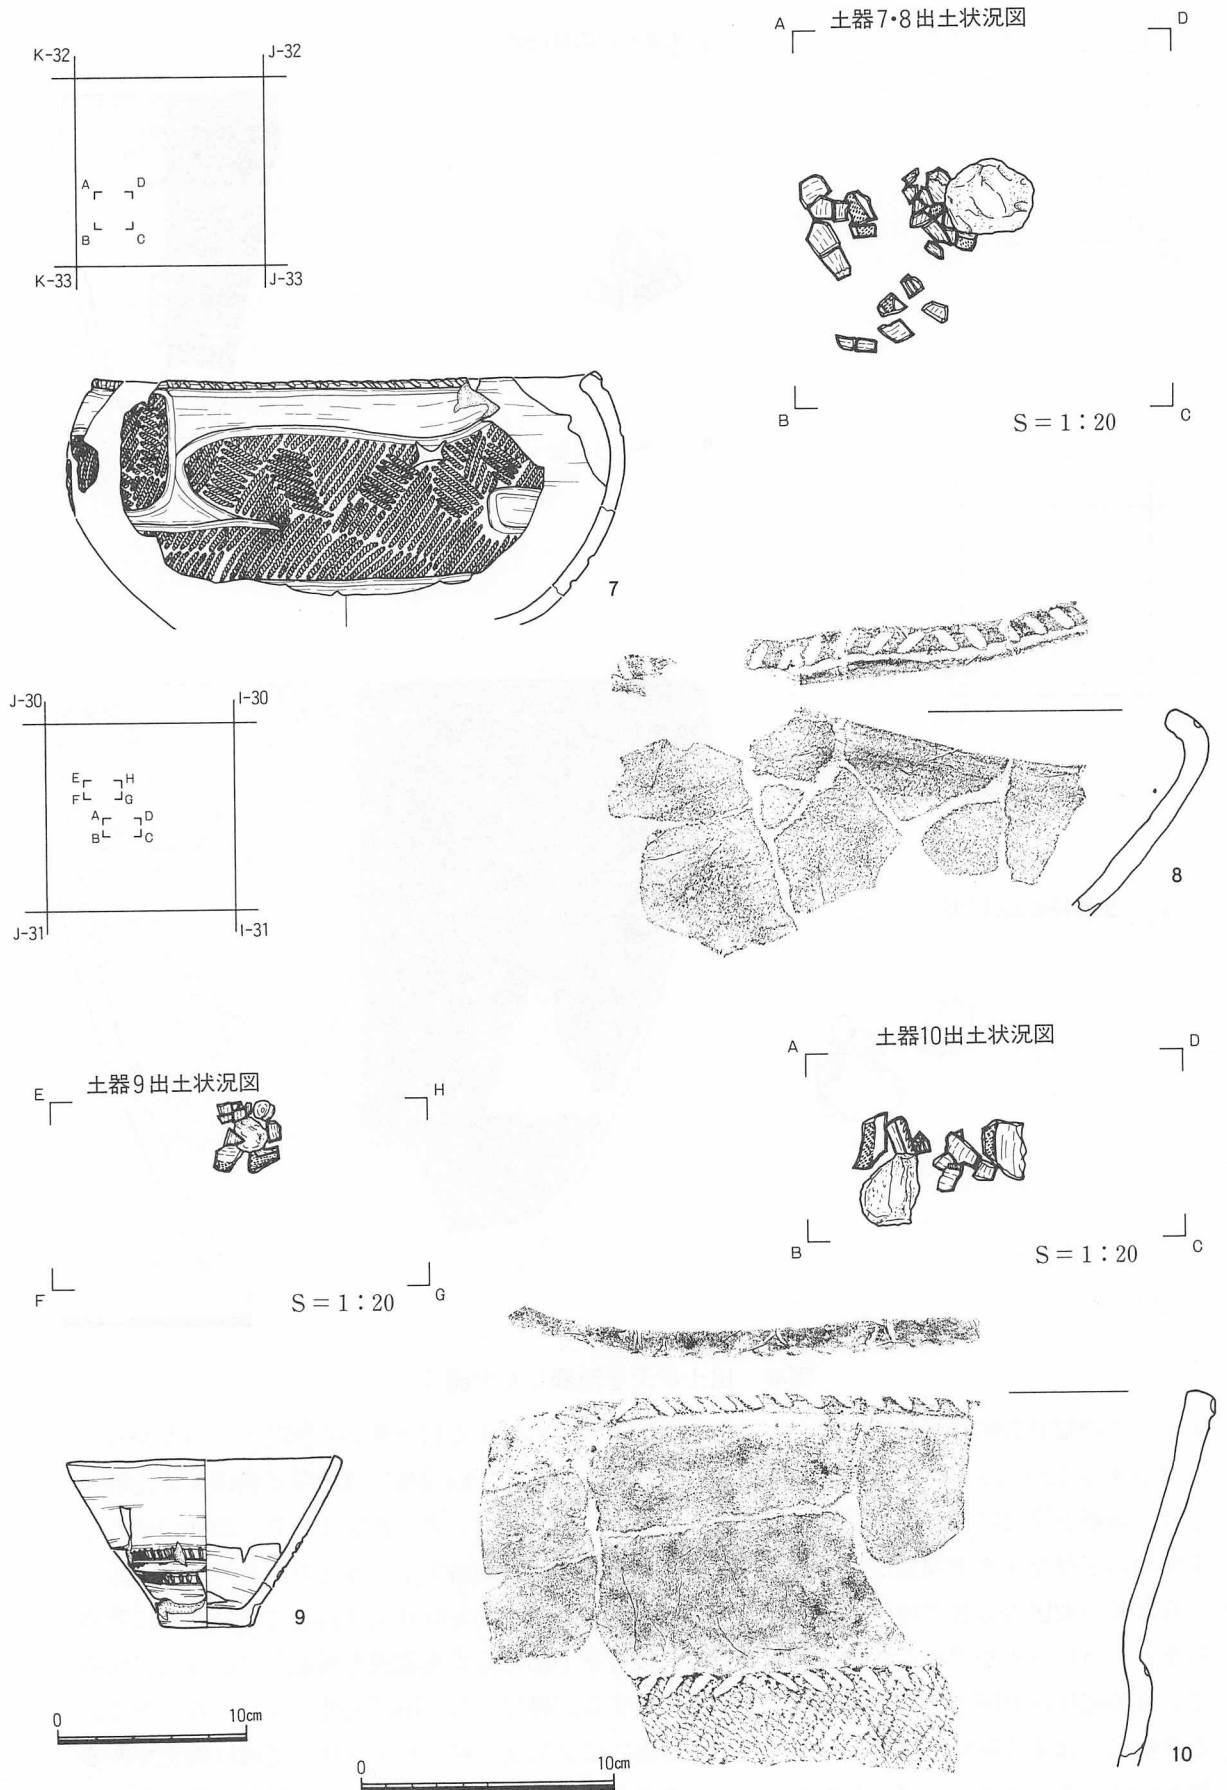 土器7・8出土状況図
A D
K-32 J-32
A D
B C
K-33 J-33
B C
S=1:20
7
J-30 I-30
E H
F G
A D
B C
J-31 I-31
8
土器10出土状況図
A D
土器9出土状況図
E H
B C
S=1:20
F G
S=1:20
9
0 10cm
10
0 10cm